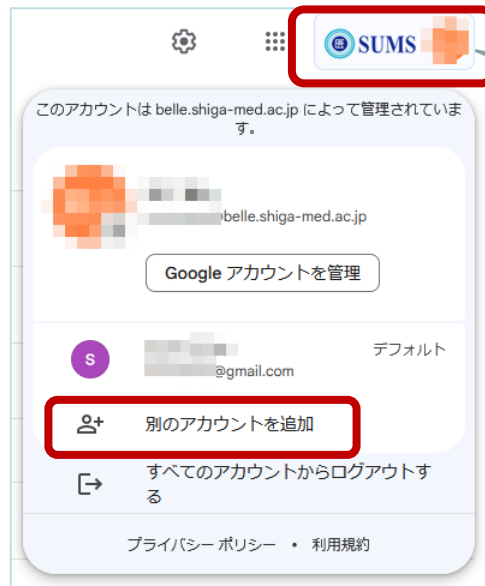 SUMS
このアカウントは belle.shiga-med.ac.jp によって管理されていま
す。
@belle.shiga-med.ac.jp
Google アカウントを管理
デフォルト
S
@gmail.com
別のアカウントを追加
すべてのアカウントからログアウトす
る
プライバシー ポリシー • 利用規約